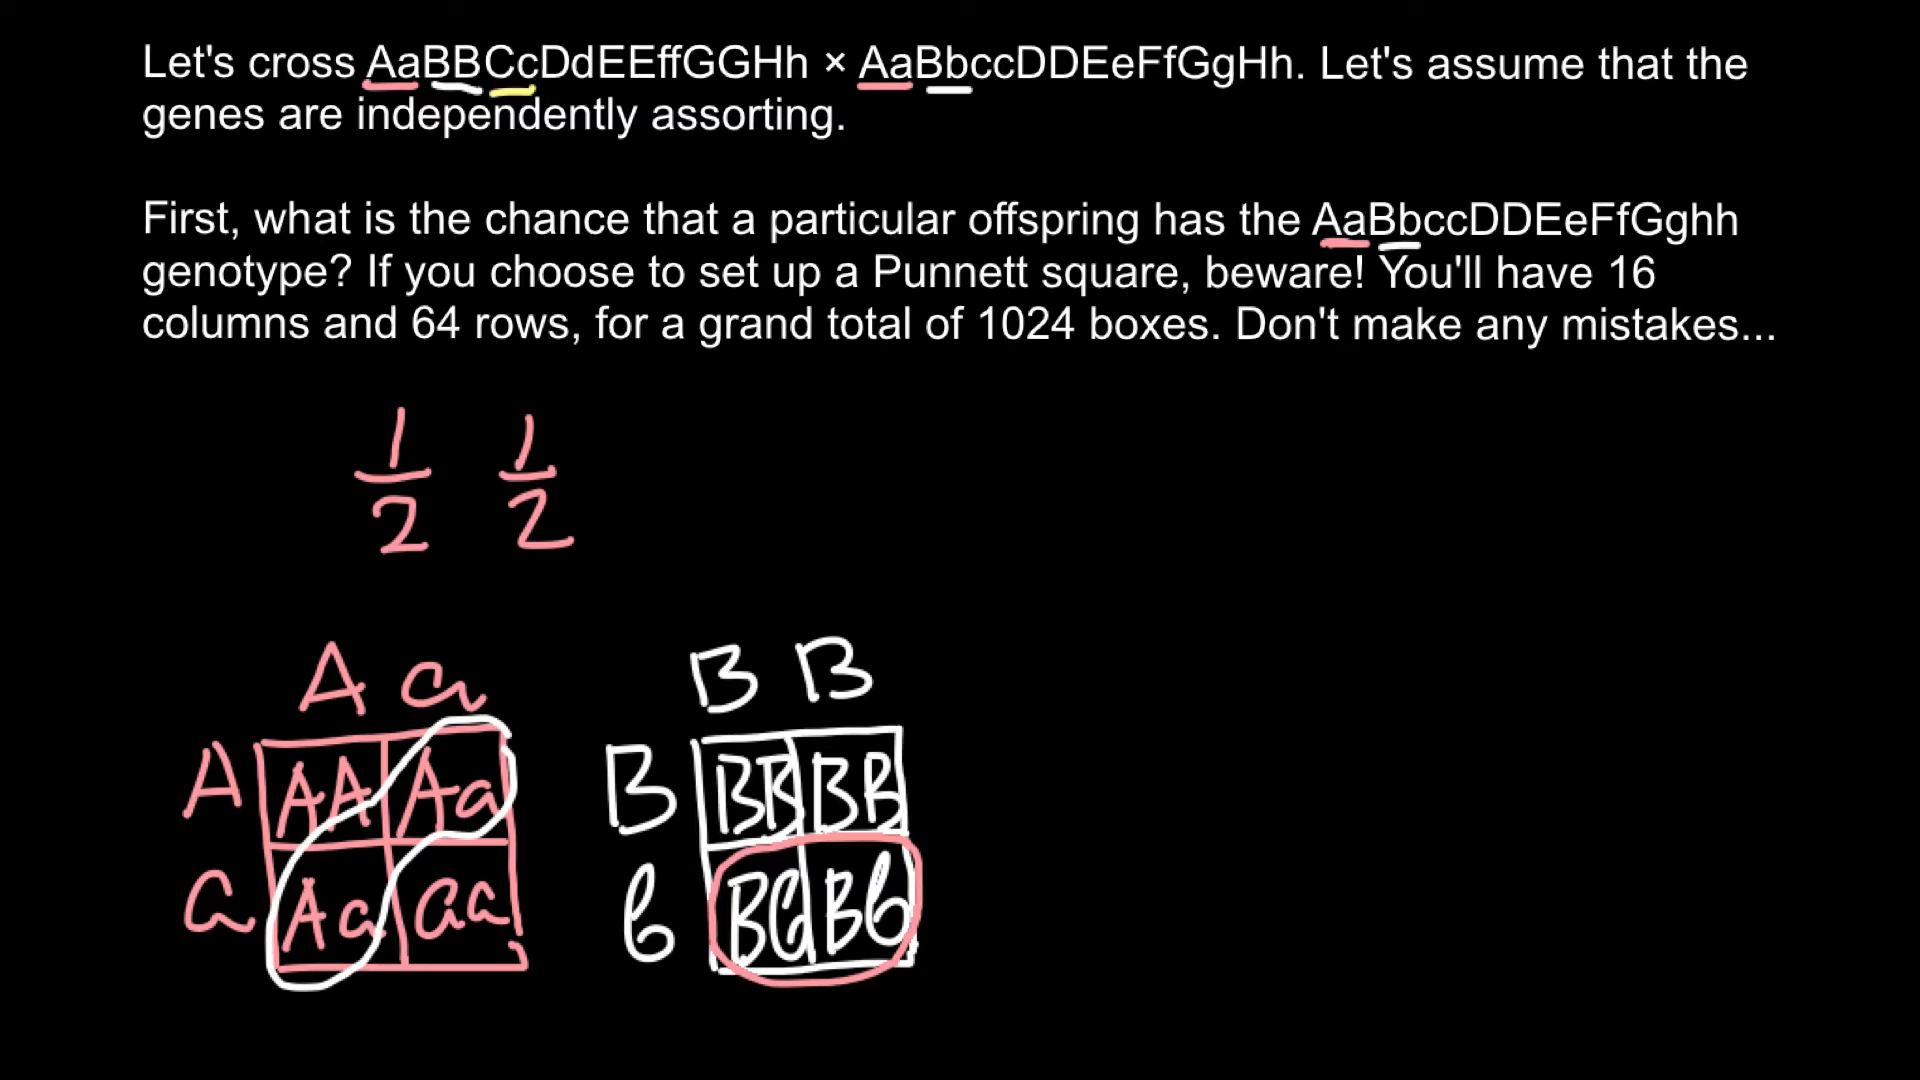 Let's cross AaBBCcDdEEffGGHh × AaBbccDDEeFfGgHh. Let's assume that the
genes are independently assorting.
First, what is the chance that a particular offspring has the AaBbccDDEeFfGghh
genotype? If you choose to set up a Punnett square, beware! You'll have 16
columns and 64 rows, for a grand total of 1024 boxes. Don't make any mistakes...
1 1
2 2
A a B B
A AA Aa B BB BB
a Aa aa b Bb Bb